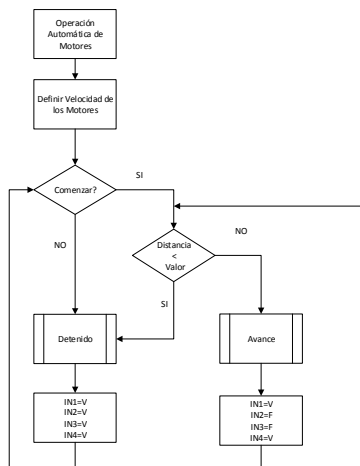 Operación
Automática de
Motores
Definir Velocidad de
los Motores
Comenzar?
SI
NO
Distancia
<
Valor
NO
SI
Detenido
Avance
IN1=V
IN2=V
IN3=V
IN4=V
IN1=V
IN2=F
IN3=F
IN4=V